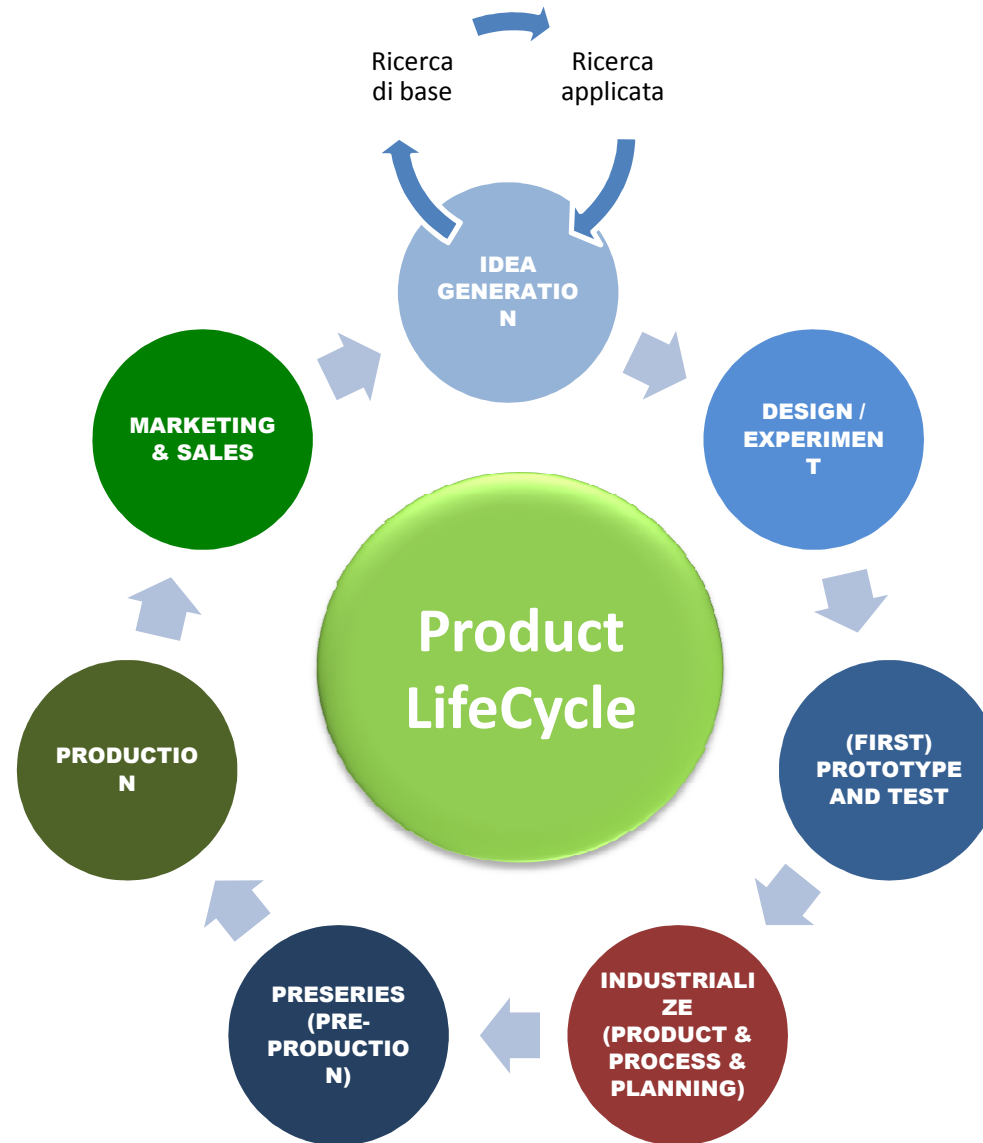 Ricerca
di base
Ricerca
applicata
IDEA
GENERATIO
N
DESIGN /
EXPERIMEN
T
(FIRST)
PROTOTYPE
AND TEST
INDUSTRIALI
ZE
(PRODUCT &
PROCESS &
PLANNING)
PRESERIES
(PRE-
PRODUCTIO
N)
PRODUCTIO
N
MARKETING
& SALES
Product
LifeCycle